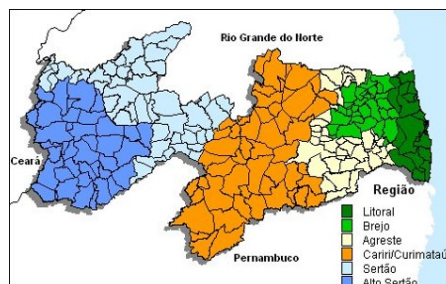 Rio Grande do Norte
Ceará
Região
Litoral
Brejo
Agreste
Cariri/Curimataú
Sertão
Alto Sertão
Pernambuco